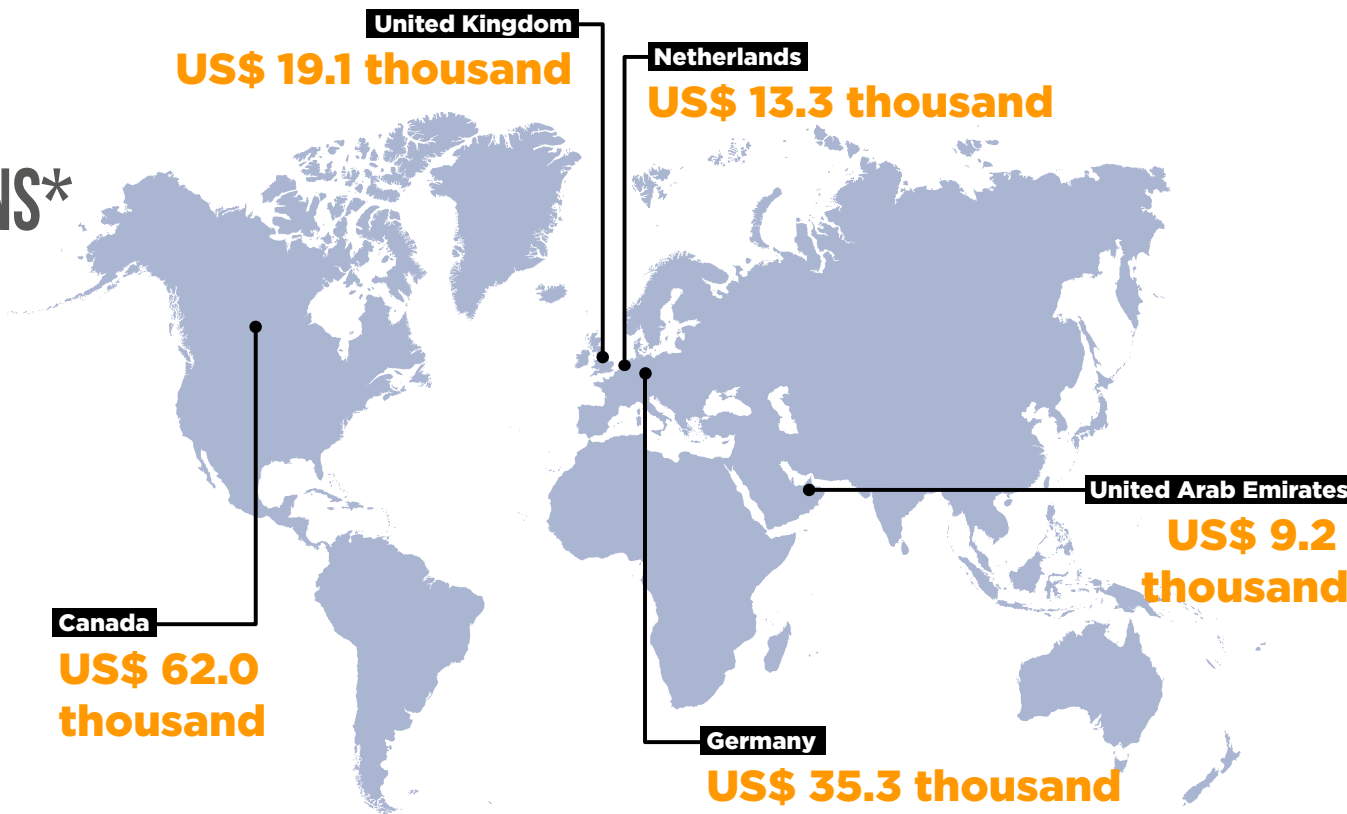 United Kingdom
US$ 19.1 thousand
Netherlands
US$ 13.3 thousand
United Arab Emirates
US$ 9.2
thousand
Canada
US$ 62.0
thousand
Germany
US$ 35.3 thousand